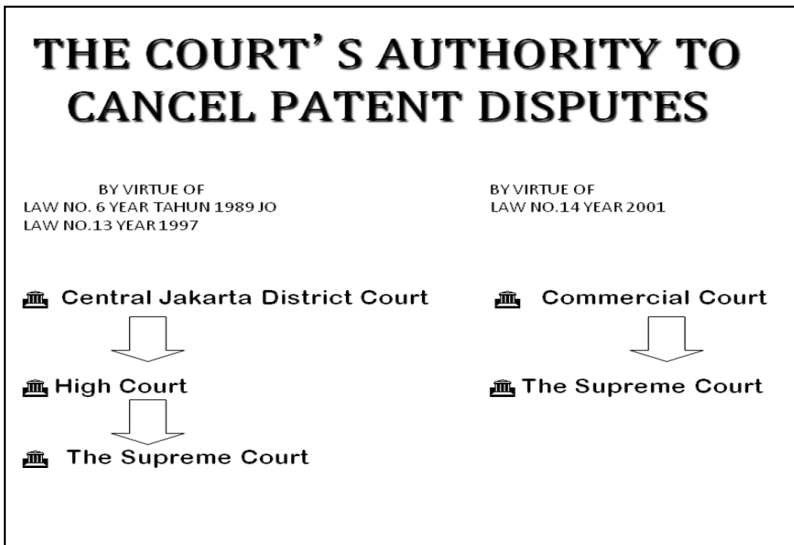 THE COURT’ S AUTHORITY TO
CANCEL PATENT DISPUTES
BY VIRTUE OF
LAW NO. 6 YEAR TAHUN 1989 JO
LAW NO.13 YEAR 1997
Central Jakarta District Court
High Court
The Supreme Court
BY VIRTUE OF
LAW NO.14 YEAR 2001
Commercial Court
The Supreme Court